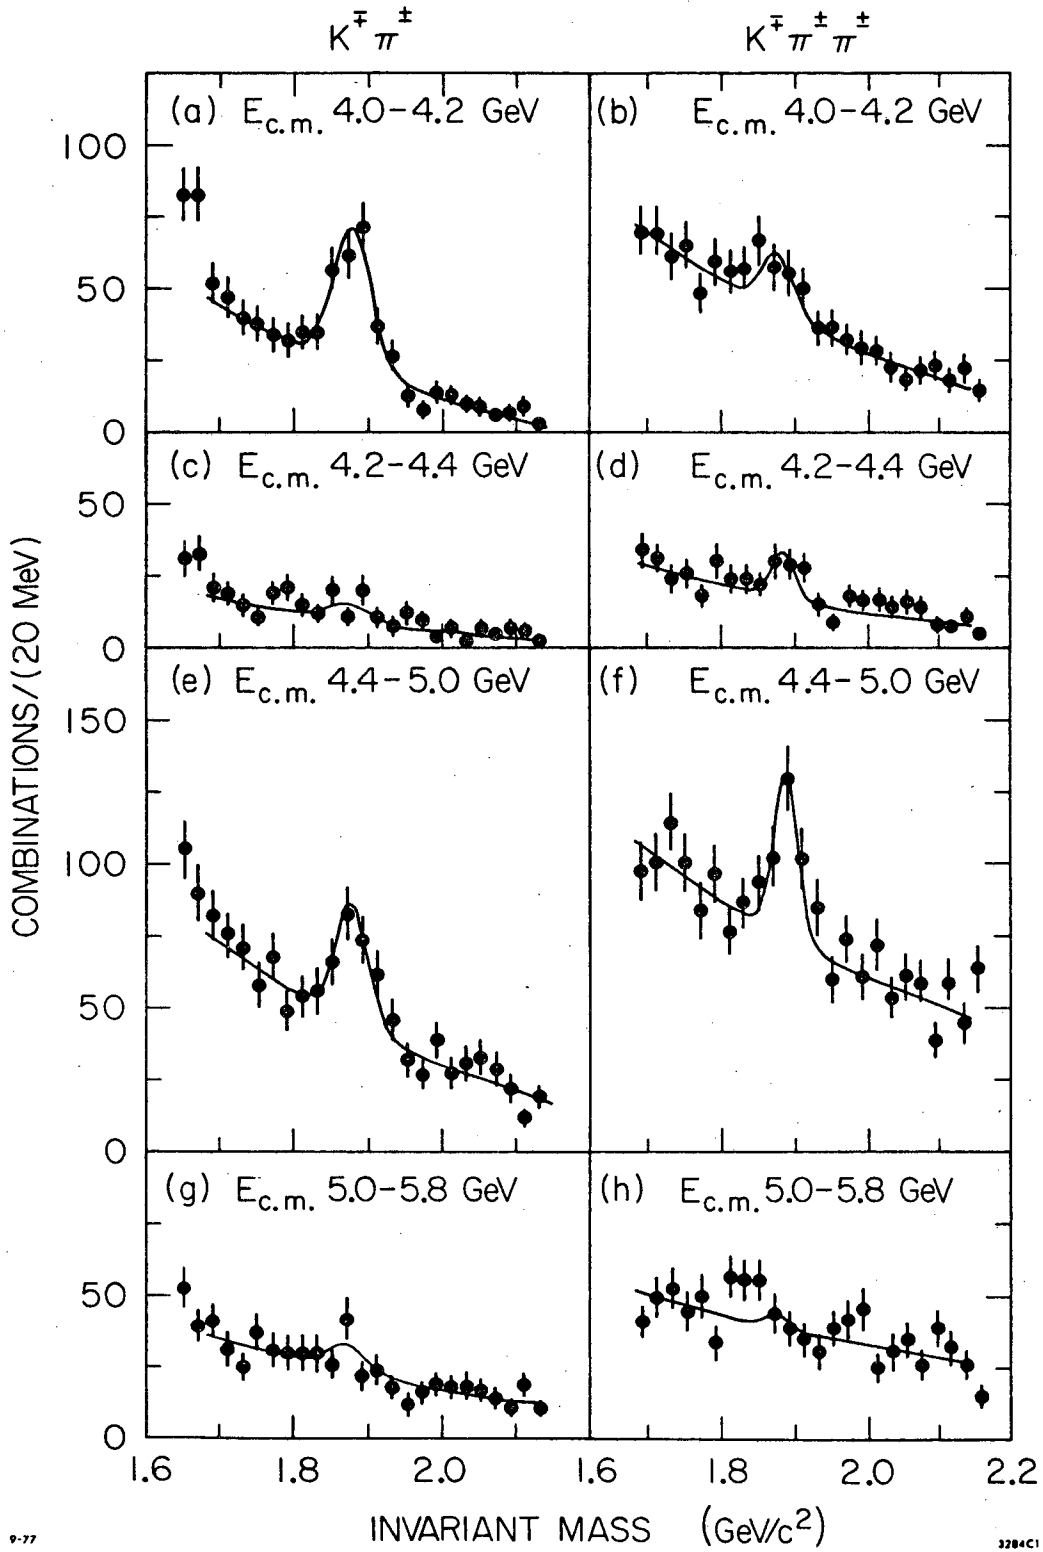 K∓ π±
K∓ π± π±
(a) Ec.m. 4.0–4.2 GeV
(b) Ec.m. 4.0–4.2 GeV
100
50
0
(c) Ec.m. 4.2–4.4 GeV
(d) Ec.m. 4.2–4.4 GeV
50
0
(e) Ec.m. 4.4–5.0 GeV
(f) Ec.m. 4.4–5.0 GeV
150
100
50
0
(g) Ec.m. 5.0–5.8 GeV
(h) Ec.m. 5.0–5.8 GeV
50
0
COMBINATIONS/(20 MeV)
1.6 1.8 2.0 1.6 1.8 2.0 2.2
INVARIANT MASS (GeV/c²)
9-77
3284C1